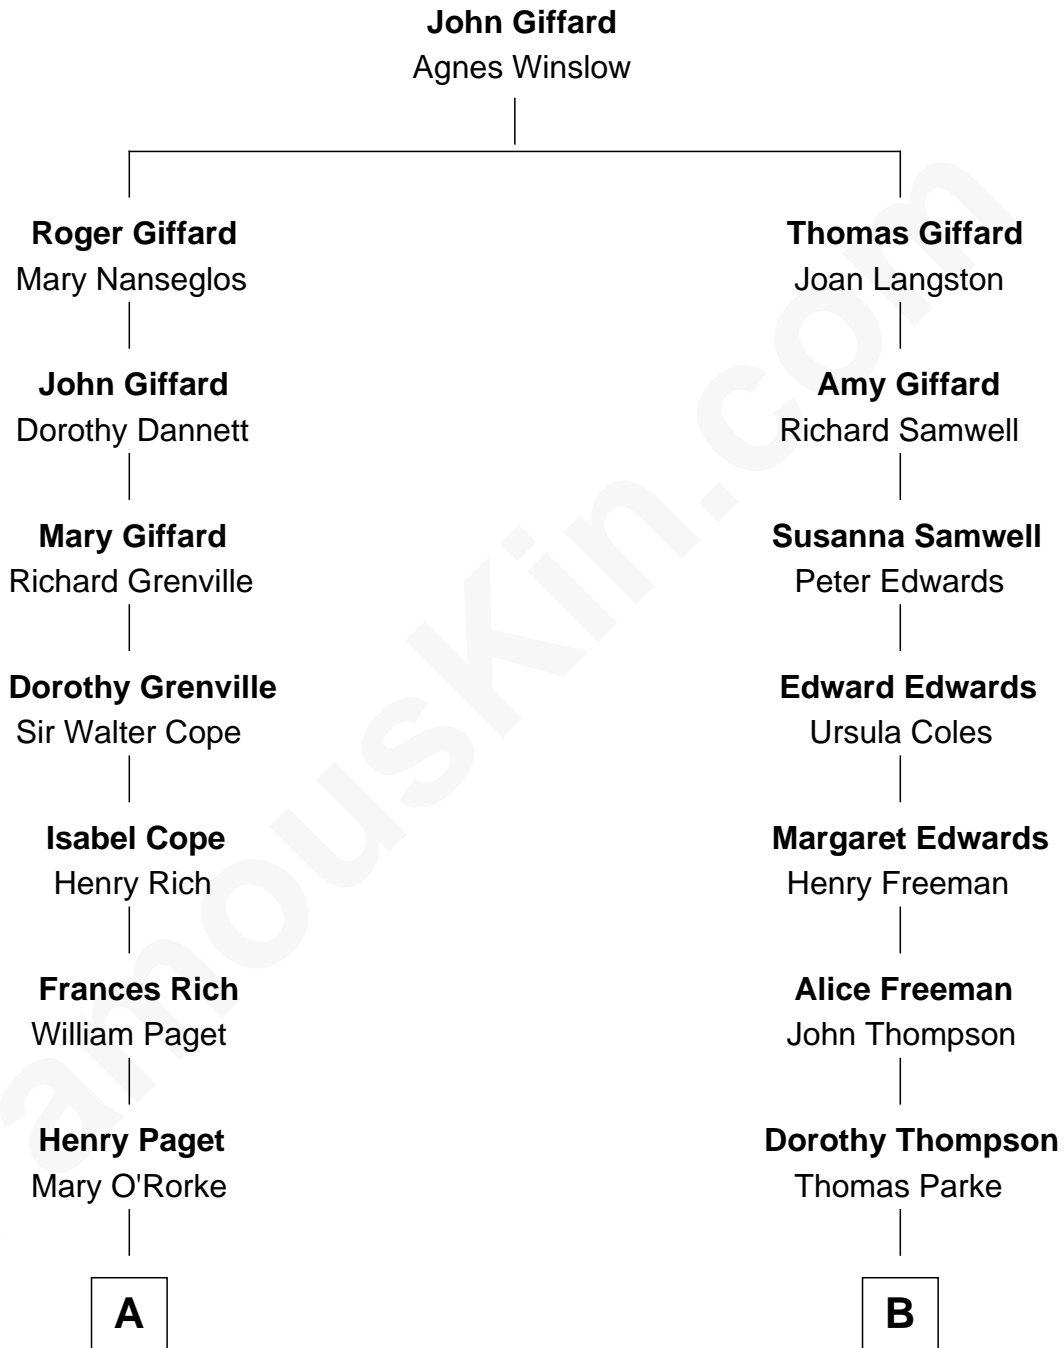 John Giffard
Agnes Winslow
Roger Giffard
Mary Nanseglos
Thomas Giffard
Joan Langston
John Giffard
Dorothy Dannett
Amy Giffard
Richard Samwell
Mary Giffard
Richard Grenville
Susanna Samwell
Peter Edwards
Dorothy Grenville
Sir Walter Cope
Edward Edwards
Ursula Coles
Isabel Cope
Henry Rich
Margaret Edwards
Henry Freeman
Frances Rich
William Paget
Alice Freeman
John Thompson
Henry Paget
Mary O'Rorke
Dorothy Thompson
Thomas Parke
A
B
amouskin.com